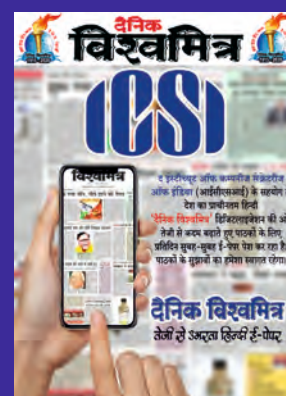 दैनिक
विश्वमित्र
ICSI
द इंस्टीच्यूट ऑफ कम्पनीज सेक्रेटरीज
ऑफ इंडिया (आईसीएसआई) के सहयोग
देश का प्राचीनतम हिन्दी
'दैनिक विश्वमित्र' डिजिटलाइजेशन की ओ
तेजी से कदम बढ़ाते हुए पाठकों के लिए
प्रतिदिन सुबह-सुबह ई-पेपर पेश कर रहा है
पाठकों के सुझावों का हमेशा स्वागत रहेगा
विश्वमित्र
दैनिक विश्वमित्र
तेजी से उभरता हिन्दी ई-पेपर